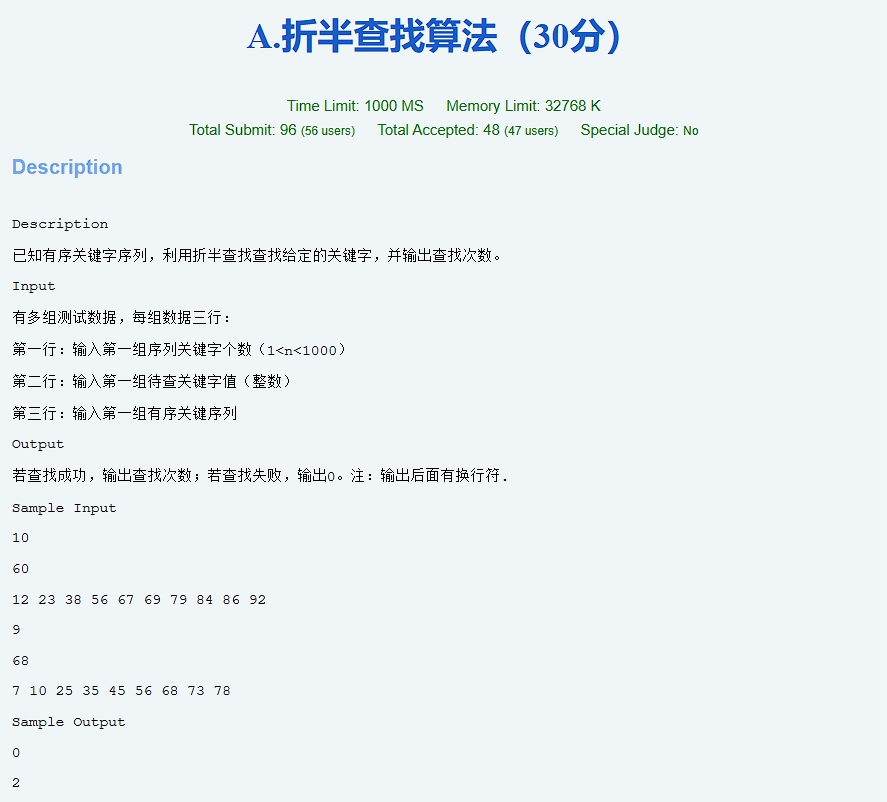 A.折半查找算法（30分）
Time Limit: 1000 MS Memory Limit: 32768 K
Total Submit: 96 (56 users) Total Accepted: 48 (47 users) Special Judge: No
Description
Description
已知有序关键字序列，利用折半查找查找给定的关键字，并输出查找次数。
Input
有多组测试数据，每组数据三行：
第一行：输入第一组序列关键字个数（1<n<1000）
第二行：输入第一组待查关键字值（整数）
第三行：输入第一组有序关键序列
Output
若查找成功，输出查找次数；若查找失败，输出0。注：输出后面有换行符.
Sample Input
10
60
12 23 38 56 67 69 79 84 86 92
9
68
7 10 25 35 45 56 68 73 78
Sample Output
0
2